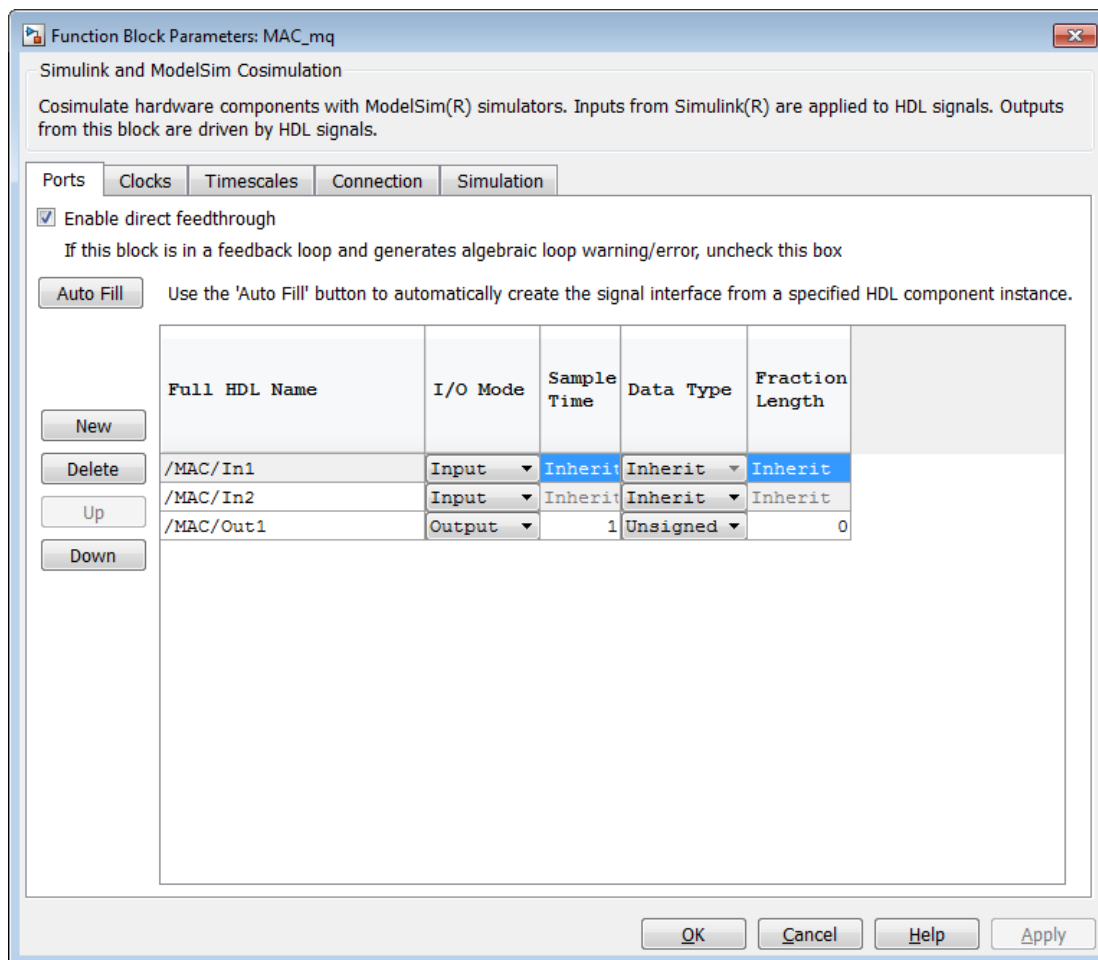 Function Block Parameters: MAC_mq
Simulink and ModelSim Cosimulation
Cosimulate hardware components with ModelSim(R) simulators. Inputs from Simulink(R) are applied to HDL signals. Outputs
from this block are driven by HDL signals.
Ports Clocks Timescales Connection Simulation
Enable direct feedthrough
If this block is in a feedback loop and generates algebraic loop warning/error, uncheck this box
Auto Fill Use the 'Auto Fill' button to automatically create the signal interface from a specified HDL component instance.
Full HDL Name I/O Mode Sample Time Data Type Fraction Length
New
Delete
Up
Down
/MAC/In1 Input Inherit Inherit Inherit
/MAC/In2 Input Inherit Inherit Inherit
/MAC/Out1 Output 1 Unsigned 0
OK Cancel Help Apply